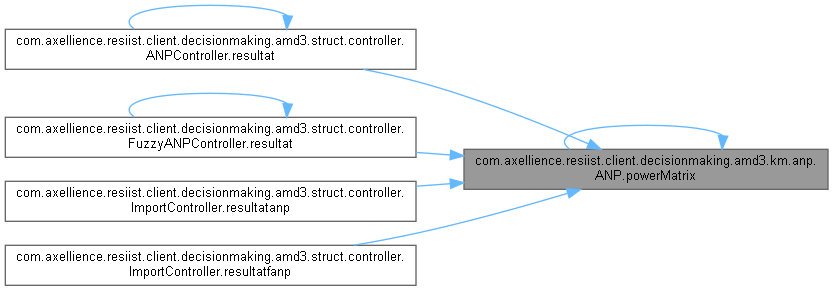 com.axellience.resiist.client.decisionmaking.amd3.struct.controller.
ANPController.resultat
com.axellience.resiist.client.decisionmaking.amd3.struct.controller.
FuzzyANPController.resultat
com.axellience.resiist.client.decisionmaking.amd3.km.anp.
ANP.powerMatrix
com.axellience.resiist.client.decisionmaking.amd3.struct.controller.
ImportController.resultatanp
com.axellience.resiist.client.decisionmaking.amd3.struct.controller.
ImportController.resultatfanp